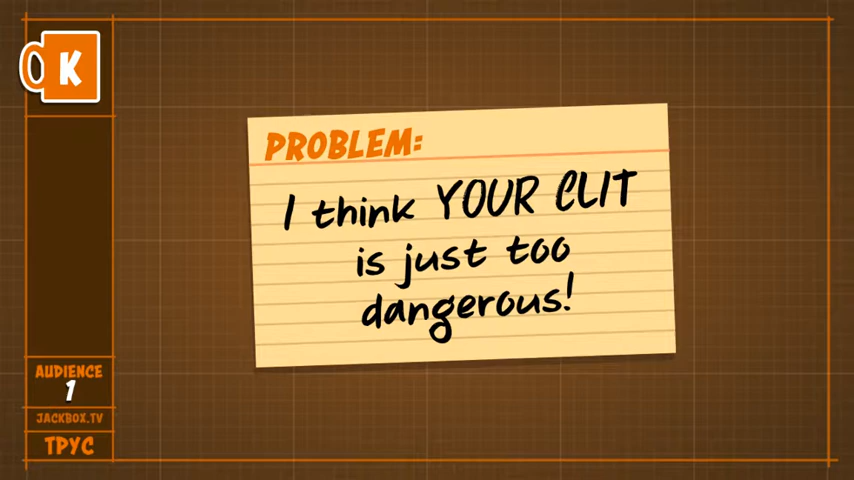 K
PROBLEM:
I think YOUR CLIT
is just too
dangerous!
AUDIENCE
1
JACKBOX.TV
TPYC